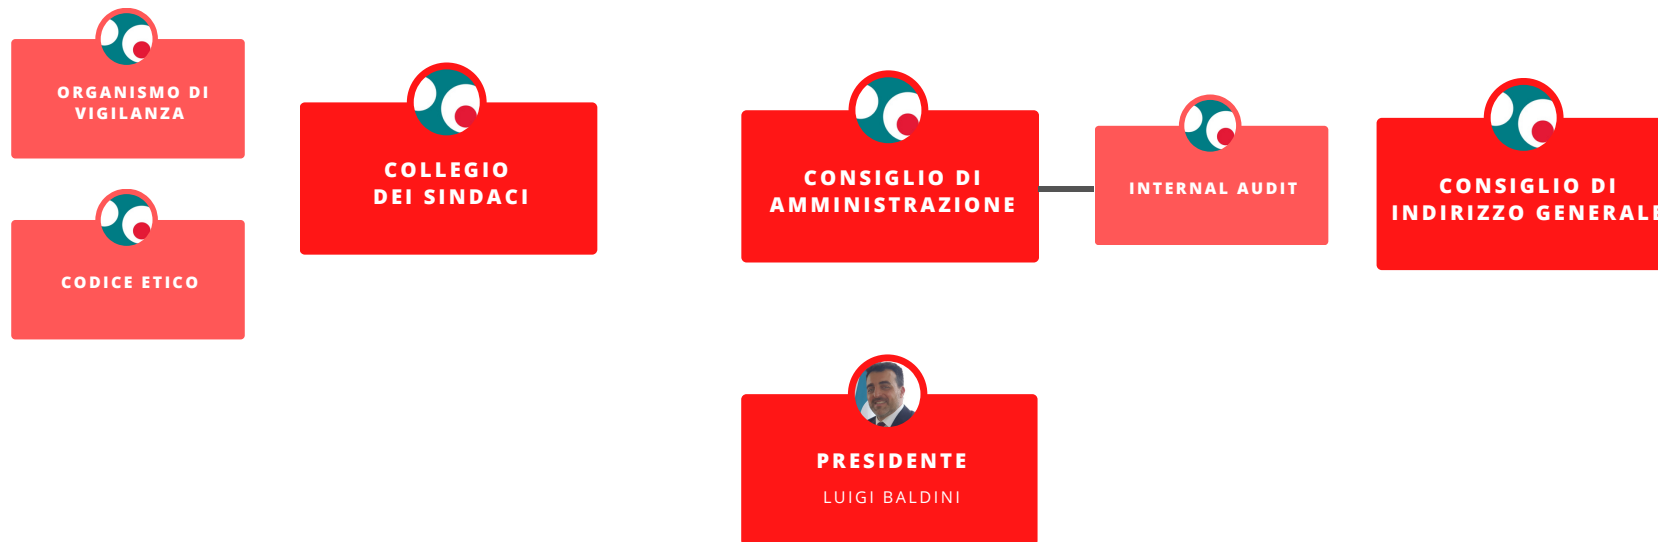 ORGANISMO DI
VIGILANZA
CODICE ETICO
COLLEGIO
DEI SINDACI
CONSIGLIO DI
AMMINISTRAZIONE
INTERNAL AUDIT
CONSIGLIO DI
INDIRIZZO GENERALE
PRESIDENTE
LUIGI BALDINI